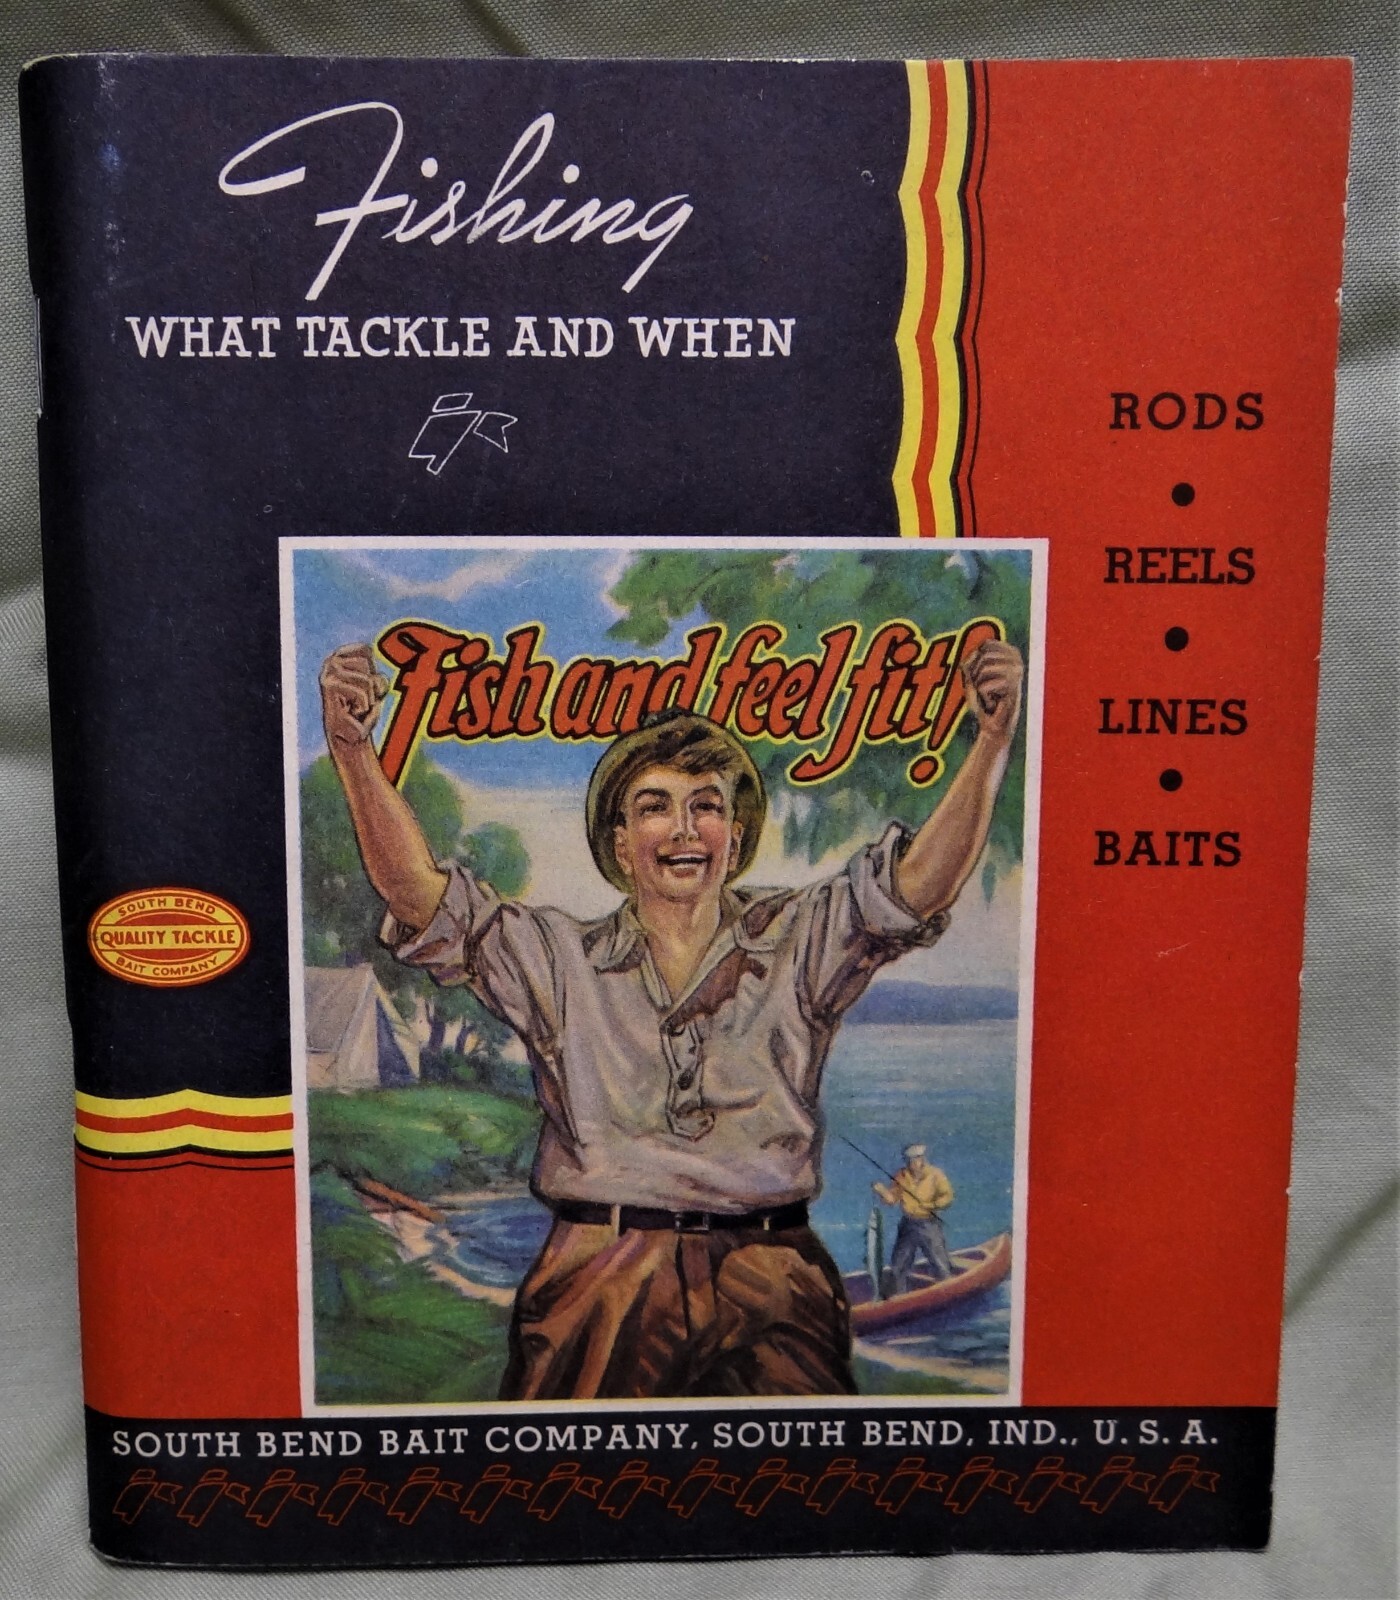 Fishing
WHAT TACKLE AND WHEN
RODS
REELS
LINES
BAITS
Fish and feel fit!
SOUTH BEND
QUALITY TACKLE
BAIT COMPANY
SOUTH BEND BAIT COMPANY, SOUTH BEND, IND., U. S. A.